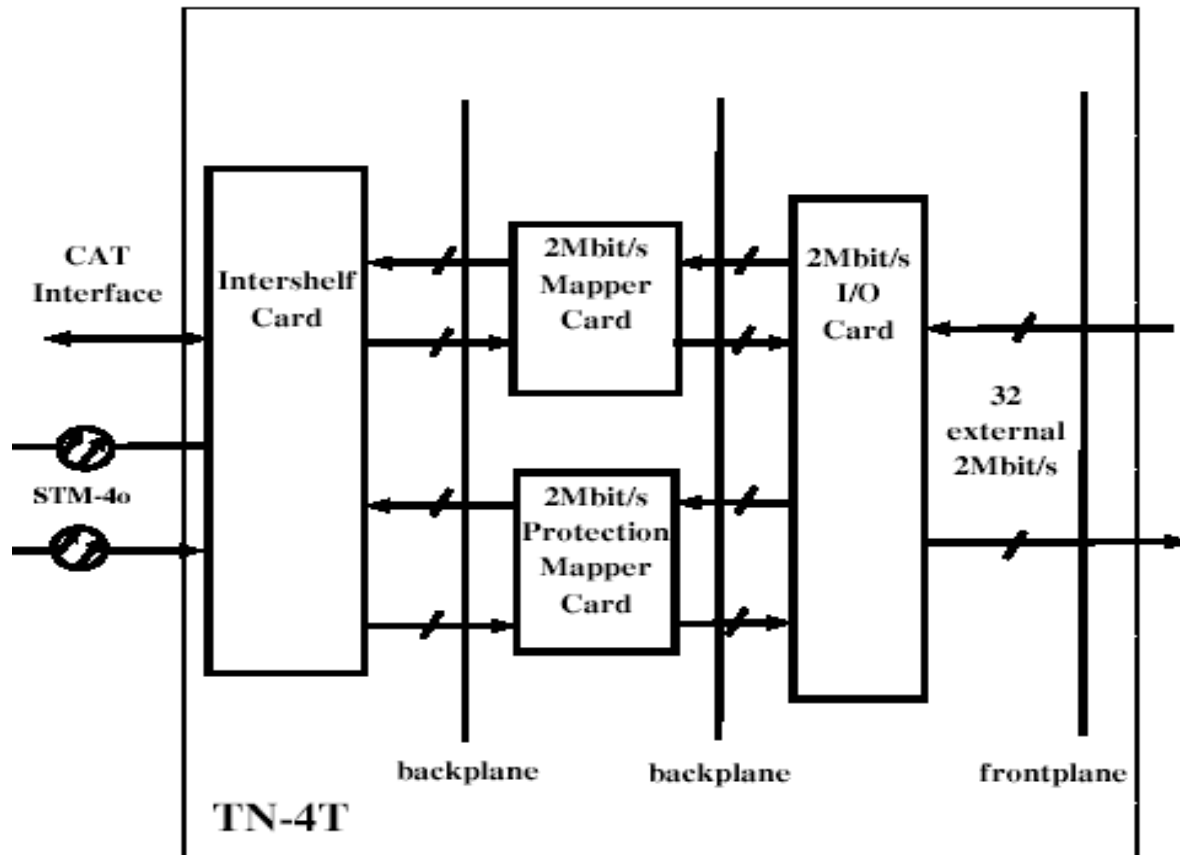 CAT
Interface
STM-4o
Intershelf
Card
2Mbit/s
Mapper
Card
2Mbit/s
Protection
Mapper
Card
2Mbit/s
I/O
Card
32
external
2Mbit/s
backplane
backplane
frontplane
TN-4T